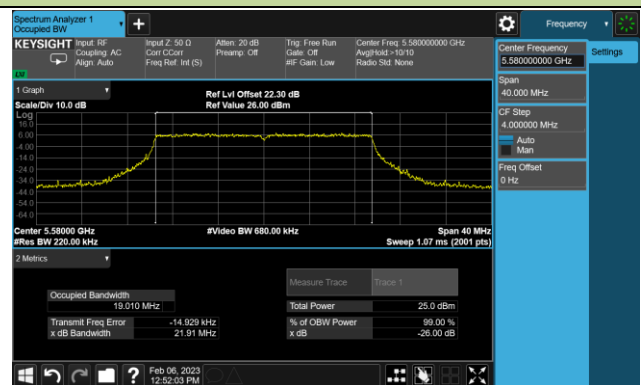 Spectrum Analyzer 1
Occupied BW
Frequency
KEYSIGHT
Input: RF
Coupling: AC
Align: Auto
Input Z: 50 Ω
Corr CCorr
Freq Ref: Int (S)
Atten: 20 dB
Preamp: Off
Trig: Free Run
Gate: Off
#IF Gain: Low
Center Freq: 5.580000000 GHz
Avg|Hold:>10/10
Radio Std: None
Center Frequency
5.580000000 GHz
Settings
Span
40.000 MHz
CF Step
4.000000 MHz
Auto
Man
Freq Offset
0 Hz
1 Graph
Scale/Div 10.0 dB
Ref Lvl Offset 22.30 dB
Ref Value 26.00 dBm
Log
16.0
6.00
-4.00
-14.0
-24.0
-34.0
-44.0
-54.0
-64.0
Center 5.58000 GHz
#Video BW 680.00 kHz
Span 40 MHz
#Res BW 220.00 kHz
Sweep 1.07 ms (2001 pts)
2 Metrics
Measure Trace
Trace 1
Occupied Bandwidth
19.010 MHz
Total Power
25.0 dBm
Transmit Freq Error
-14.929 kHz
% of OBW Power
99.00 %
x dB Bandwidth
21.91 MHz
x dB
-26.00 dB
?
Feb 06, 2023
12:52:03 PM